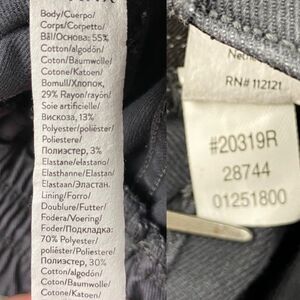 Body/Cuerpo/
Corps/Corpetto/
Bål/Основа: 55%
Cotton/algodón/
Coton/Baumwolle/
Cotone/Katoen/
Bomull/Хлопок,
29% Rayon/rayón/
Soie artificielle/
Вискоза, 13%
Polyester/poliéster/
Poliestere/
Полиэстер, 3%
Elastane/elastano/
Elasthanne/Elastan/
Elastaan/Эластан.
Lining/Forro/
Doublure/Futter/
Fodera/Voering/
Foder/Подкладка:
70% Polyester/
poliéster/Poliestere/
Полиэстер, 30%
Cotton/algodón/
Coton/Baumwolle/
Cotone/Katoen/
RN# 112121
#20319R
28744
01251800